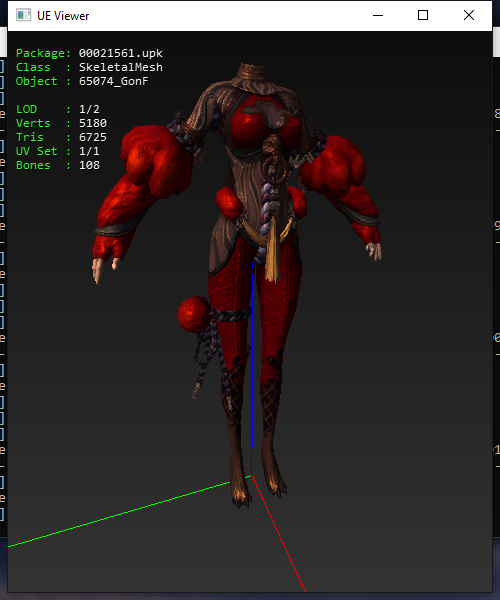 UE Viewer
Package: 00021561.upk
Class  : SkeletalMesh
Object : 65074_GonF
LOD    : 1/2
Verts  : 5180
Tris   : 6725
UV Set : 1/1
Bones  : 108